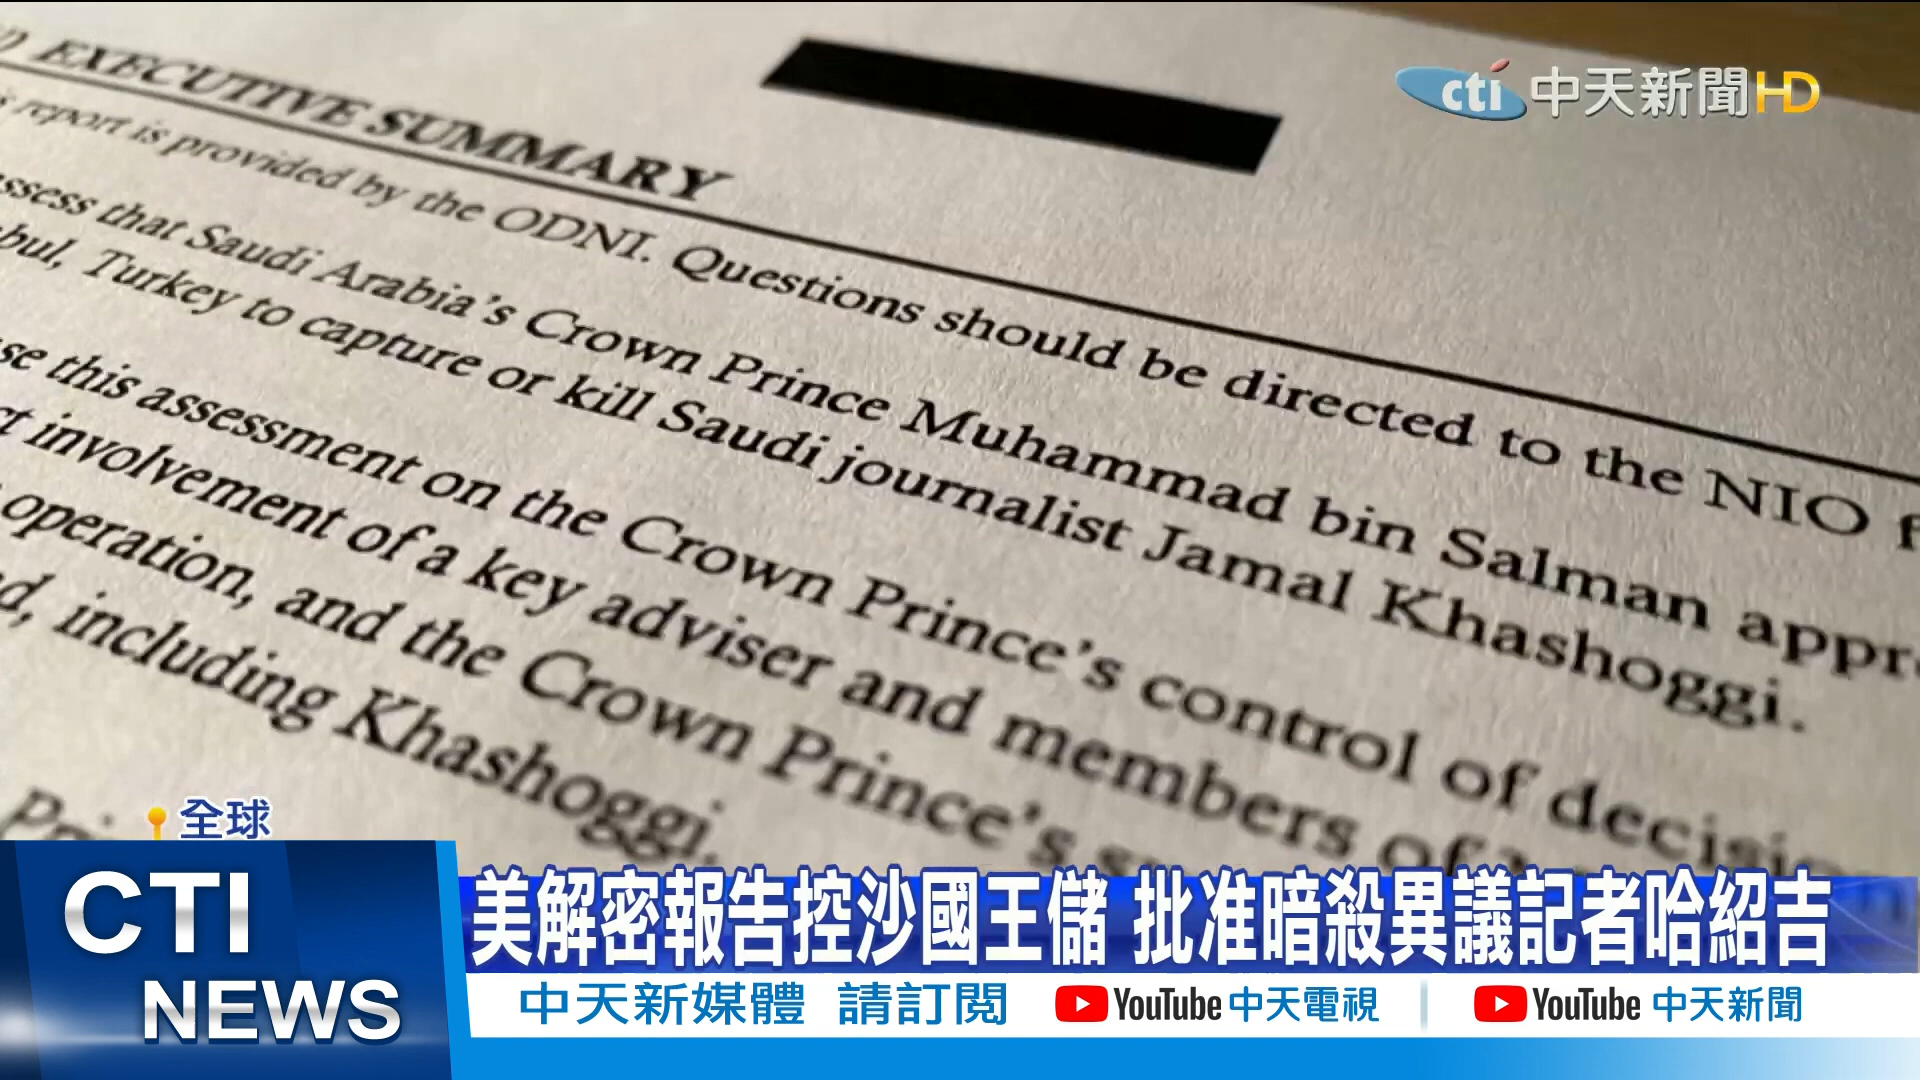 cti 中天新聞HD
EXECUTIVE SUMMARY
report is provided by the ODNI. Questions should be directed to the NIO
assess that Saudi Arabia's Crown Prince Muhammad bin Salman
Turkey to capture or kill Saudi journalist Jamal Khashoggi.
this assessment on the Crown Prince's control of
involvement of a key adviser and members of
operation, and the Crown Prince's
including Khashoggi.
全球
CTI
NEWS
美解密報告控沙國王儲 批准暗殺異議記者哈紹吉
中天新媒體 請訂閱 YouTube 中天電視 | YouTube 中天新聞